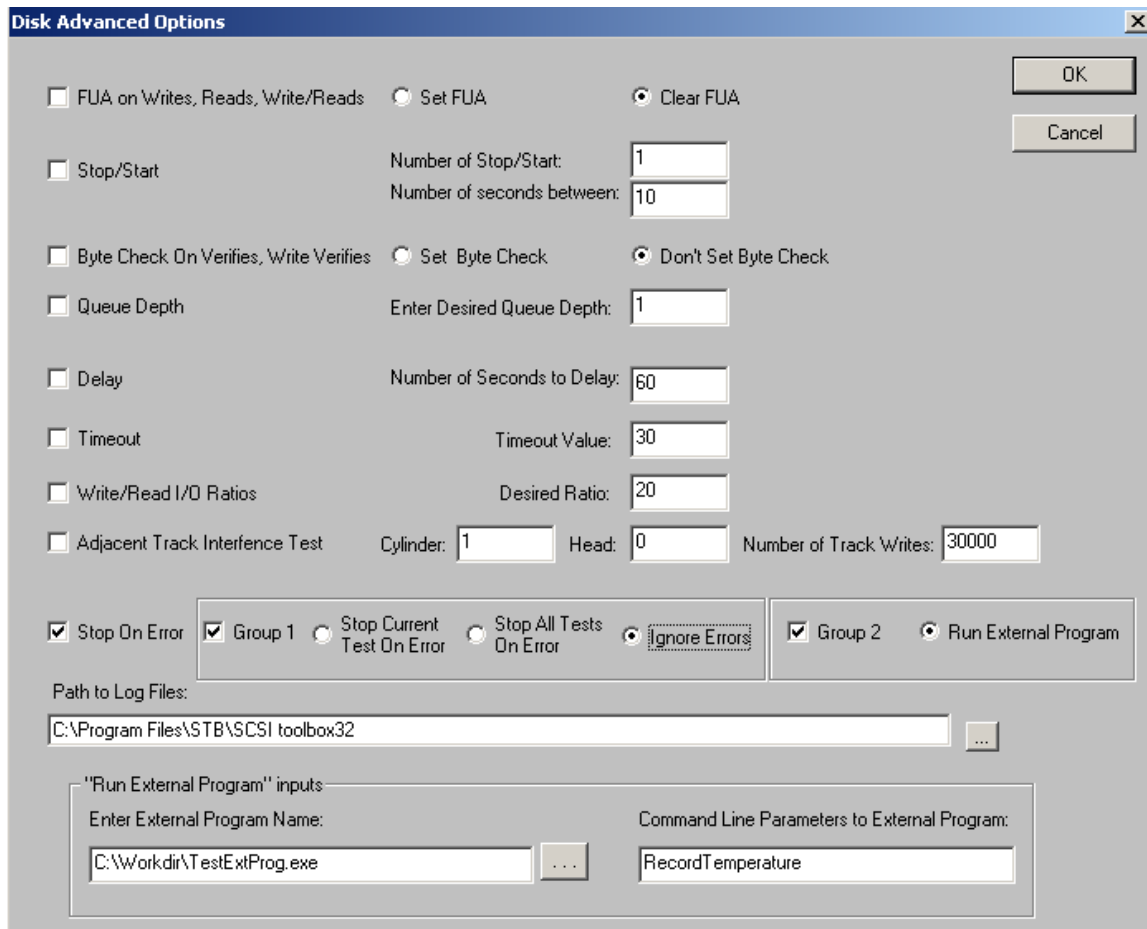 Disk Advanced Options
OK
FUA on Writes, Reads, Write/Reads Set FUA Clear FUA
Cancel
Stop/Start Number of Stop/Start: 1
Number of seconds between: 10
Byte Check On Verifies, Write Verifies Set Byte Check Don't Set Byte Check
Queue Depth Enter Desired Queue Depth: 1
Delay Number of Seconds to Delay: 60
Timeout Timeout Value: 30
Write/Read I/O Ratios Desired Ratio: 20
Adjacent Track Interfence Test Cylinder: 1 Head: 0 Number of Track Writes: 30000
Stop On Error Group 1 Stop Current Test On Error Stop All Tests On Error Ignore Errors Group 2 Run External Program
Path to Log Files:
C:\Program Files\STB\SCSI toolbox32 ...
"Run External Program" inputs
Enter External Program Name: Command Line Parameters to External Program:
C:\Workdir\TestExtProg.exe ... RecordTemperature